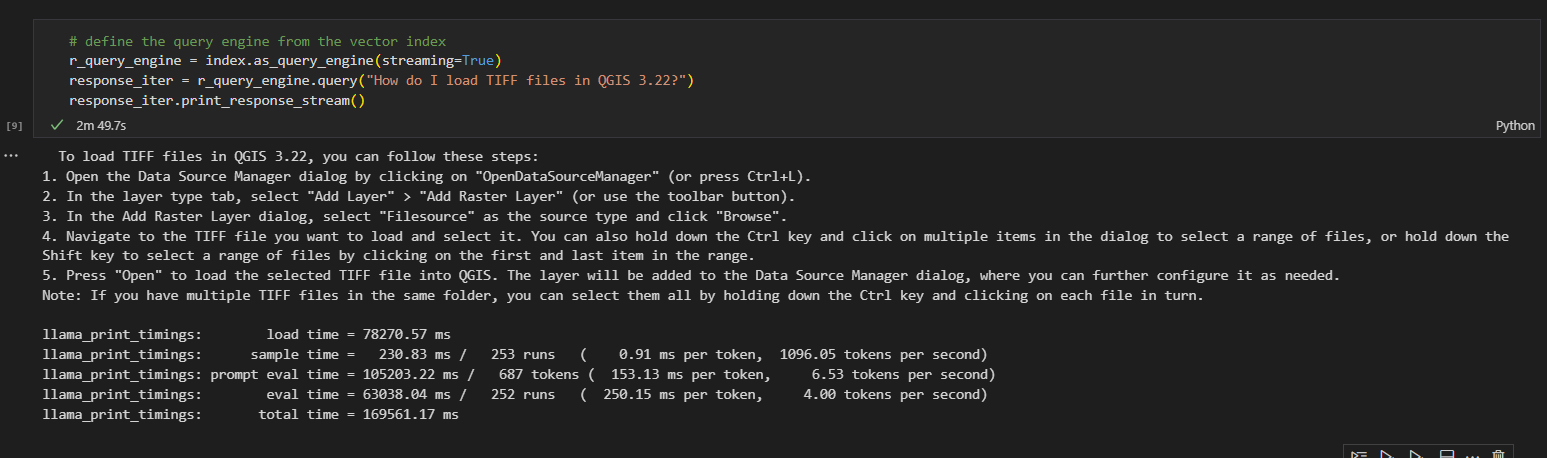 # define the query engine from the vector index
r_query_engine = index.as_query_engine(streaming=True)
response_iter = r_query_engine.query("How do I load TIFF files in QGIS 3.22?")
response_iter.print_response_stream()
[9] ✓ 2m 49.7s Python
... To load TIFF files in QGIS 3.22, you can follow these steps:
1. Open the Data Source Manager dialog by clicking on "OpenDataSourceManager" (or press Ctrl+L).
2. In the layer type tab, select "Add Layer" > "Add Raster Layer" (or use the toolbar button).
3. In the Add Raster Layer dialog, select "Filesource" as the source type and click "Browse".
4. Navigate to the TIFF file you want to load and select it. You can also hold down the Ctrl key and click on multiple items in the dialog to select a range of files, or hold down the
Shift key to select a range of files by clicking on the first and last item in the range.
5. Press "Open" to load the selected TIFF file into QGIS. The layer will be added to the Data Source Manager dialog, where you can further configure it as needed.
Note: If you have multiple TIFF files in the same folder, you can select them all by holding down the Ctrl key and clicking on each file in turn.
llama_print_timings:        load time = 78270.57 ms
llama_print_timings:      sample time =   230.83 ms /   253 runs   (    0.91 ms per token,  1096.05 tokens per second)
llama_print_timings: prompt eval time = 105203.22 ms /   687 tokens (  153.13 ms per token,     6.53 tokens per second)
llama_print_timings:        eval time = 63038.04 ms /   252 runs   (  250.15 ms per token,     4.00 tokens per second)
llama_print_timings:       total time = 169561.17 ms